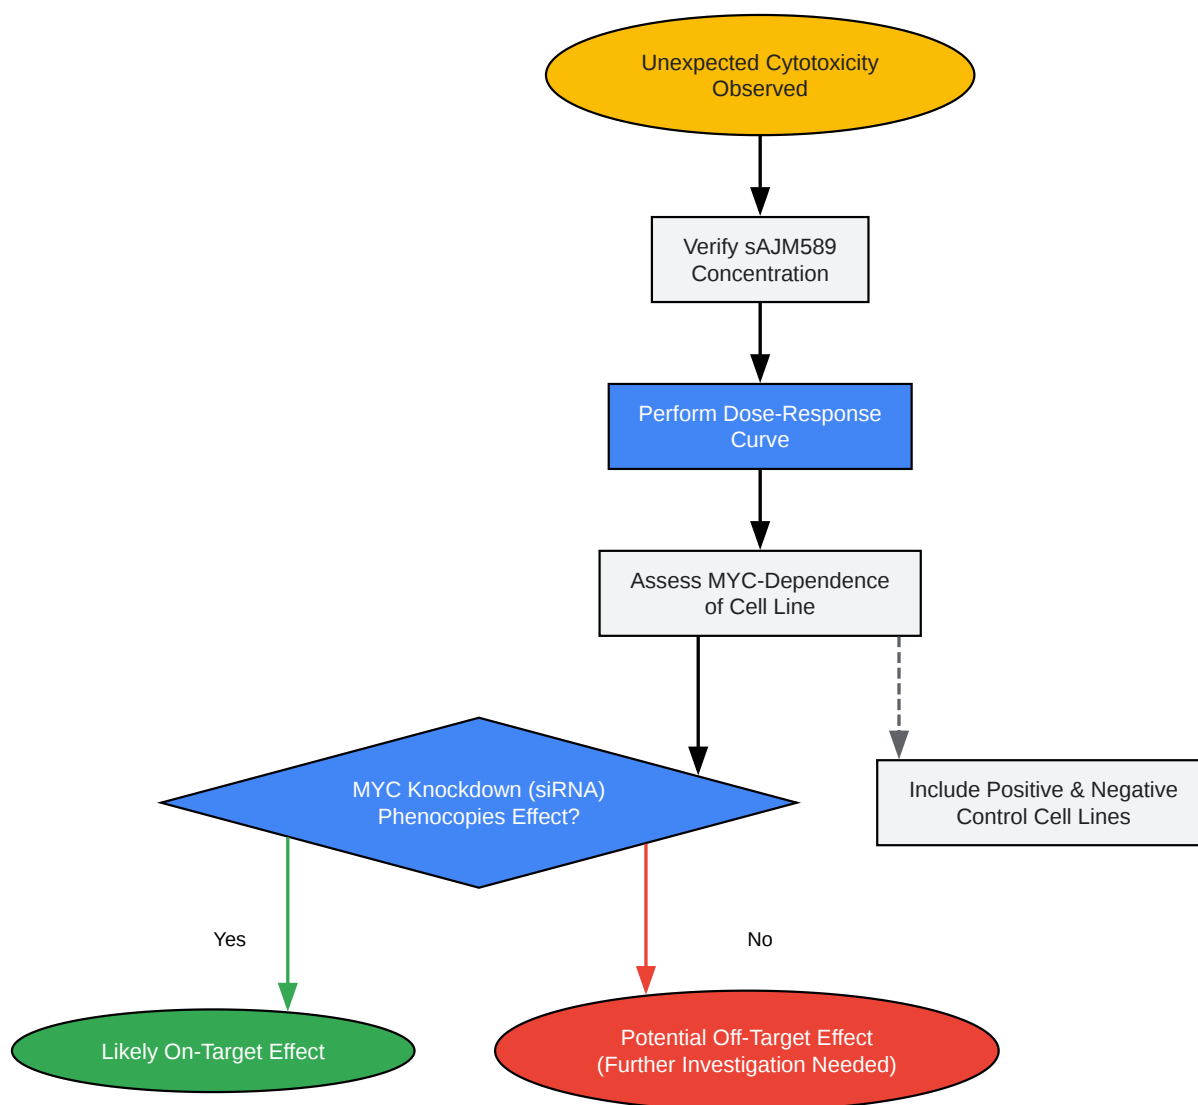 Unexpected Cytotoxicity
Observed
Verify sAJM589
Concentration
Perform Dose-Response
Curve
Assess MYC-Dependence
of Cell Line
MYC Knockdown (siRNA)
Phenocopies Effect?
Include Positive & Negative
Control Cell Lines
Yes
No
Likely On-Target Effect
Potential Off-Target Effect
(Further Investigation Needed)